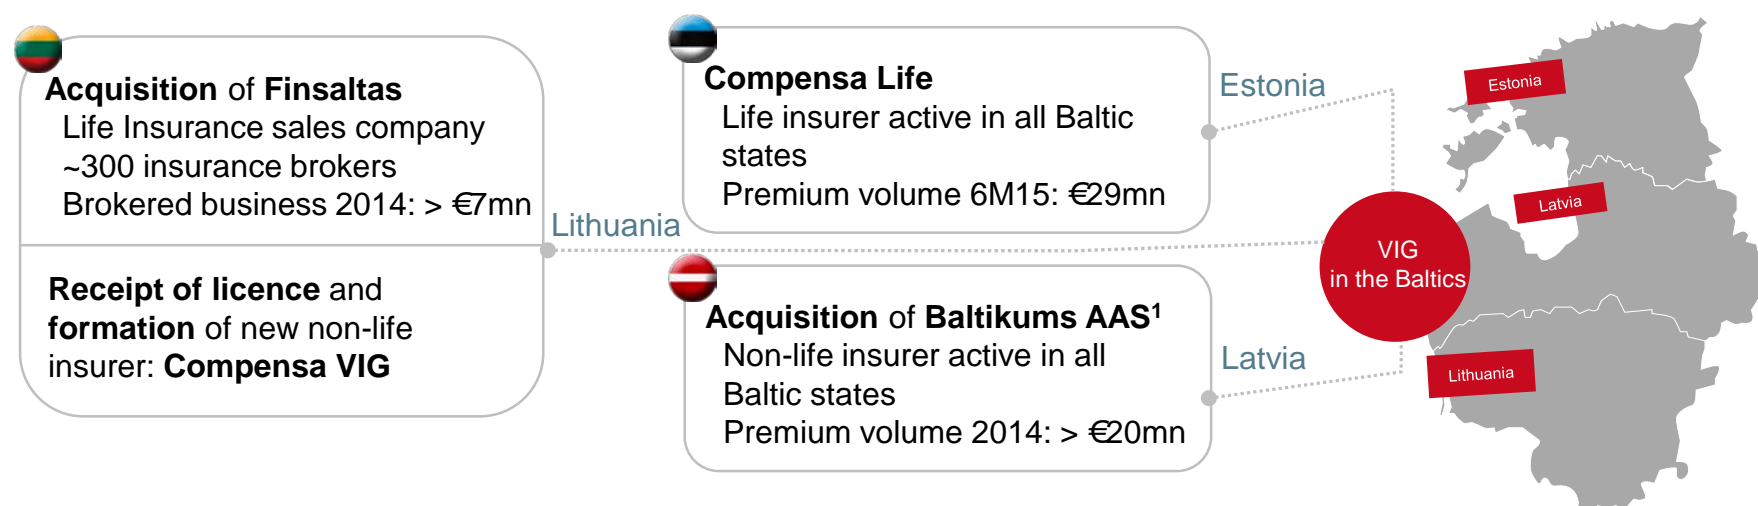 Acquisition of Finsaltas
Life Insurance sales company
~300 insurance brokers
Brokered business 2014: > €7mn
Receipt of licence and
formation of new non-life
insurer: Compensa VIG
Lithuania
Compensa Life
Life insurer active in all Baltic
states
Premium volume 6M15: €29mn
Estonia
Acquisition of Baltikums AAS¹
Non-life insurer active in all
Baltic states
Premium volume 2014: > €20mn
Latvia
VIG
in the Baltics
Estonia
Latvia
Lithuania